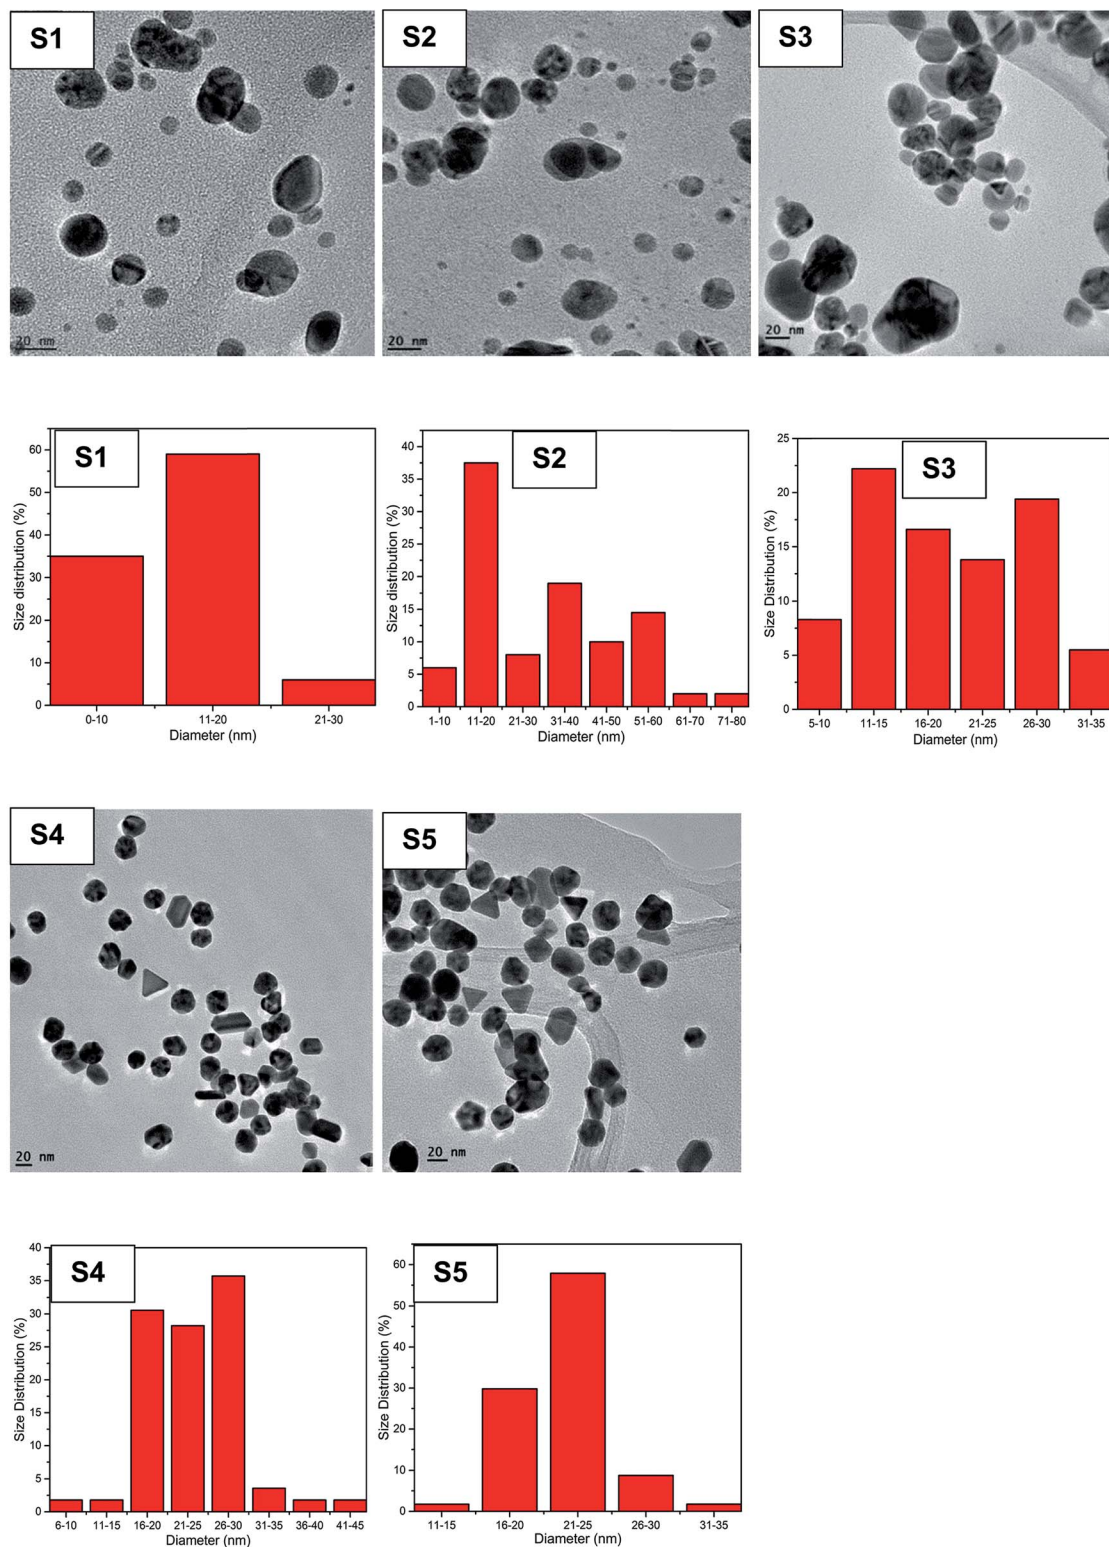 S1
S2
S3
20 nm
20 nm
20 nm
S1
Size distribution (%)
60
50
40
30
20
10
0
0-10
11-20
21-30
Diameter (nm)
S2
Size distribution (%)
40
35
30
25
20
15
10
5
0
1-10
11-20
21-30
31-40
41-50
51-60
61-70
71-80
Diameter (nm)
S3
Size Distribution (%)
25
20
15
10
5
0
5-10
11-15
16-20
21-25
26-30
31-35
Diameter (nm)
S4
S5
20 nm
20 nm
S4
Size Distribution (%)
40
35
30
25
20
15
10
5
0
6-10
11-15
16-20
21-25
26-30
31-35
36-40
41-45
Diameter (nm)
S5
Size Distribution (%)
60
50
40
30
20
10
0
11-15
16-20
21-25
26-30
31-35
Diameter (nm)